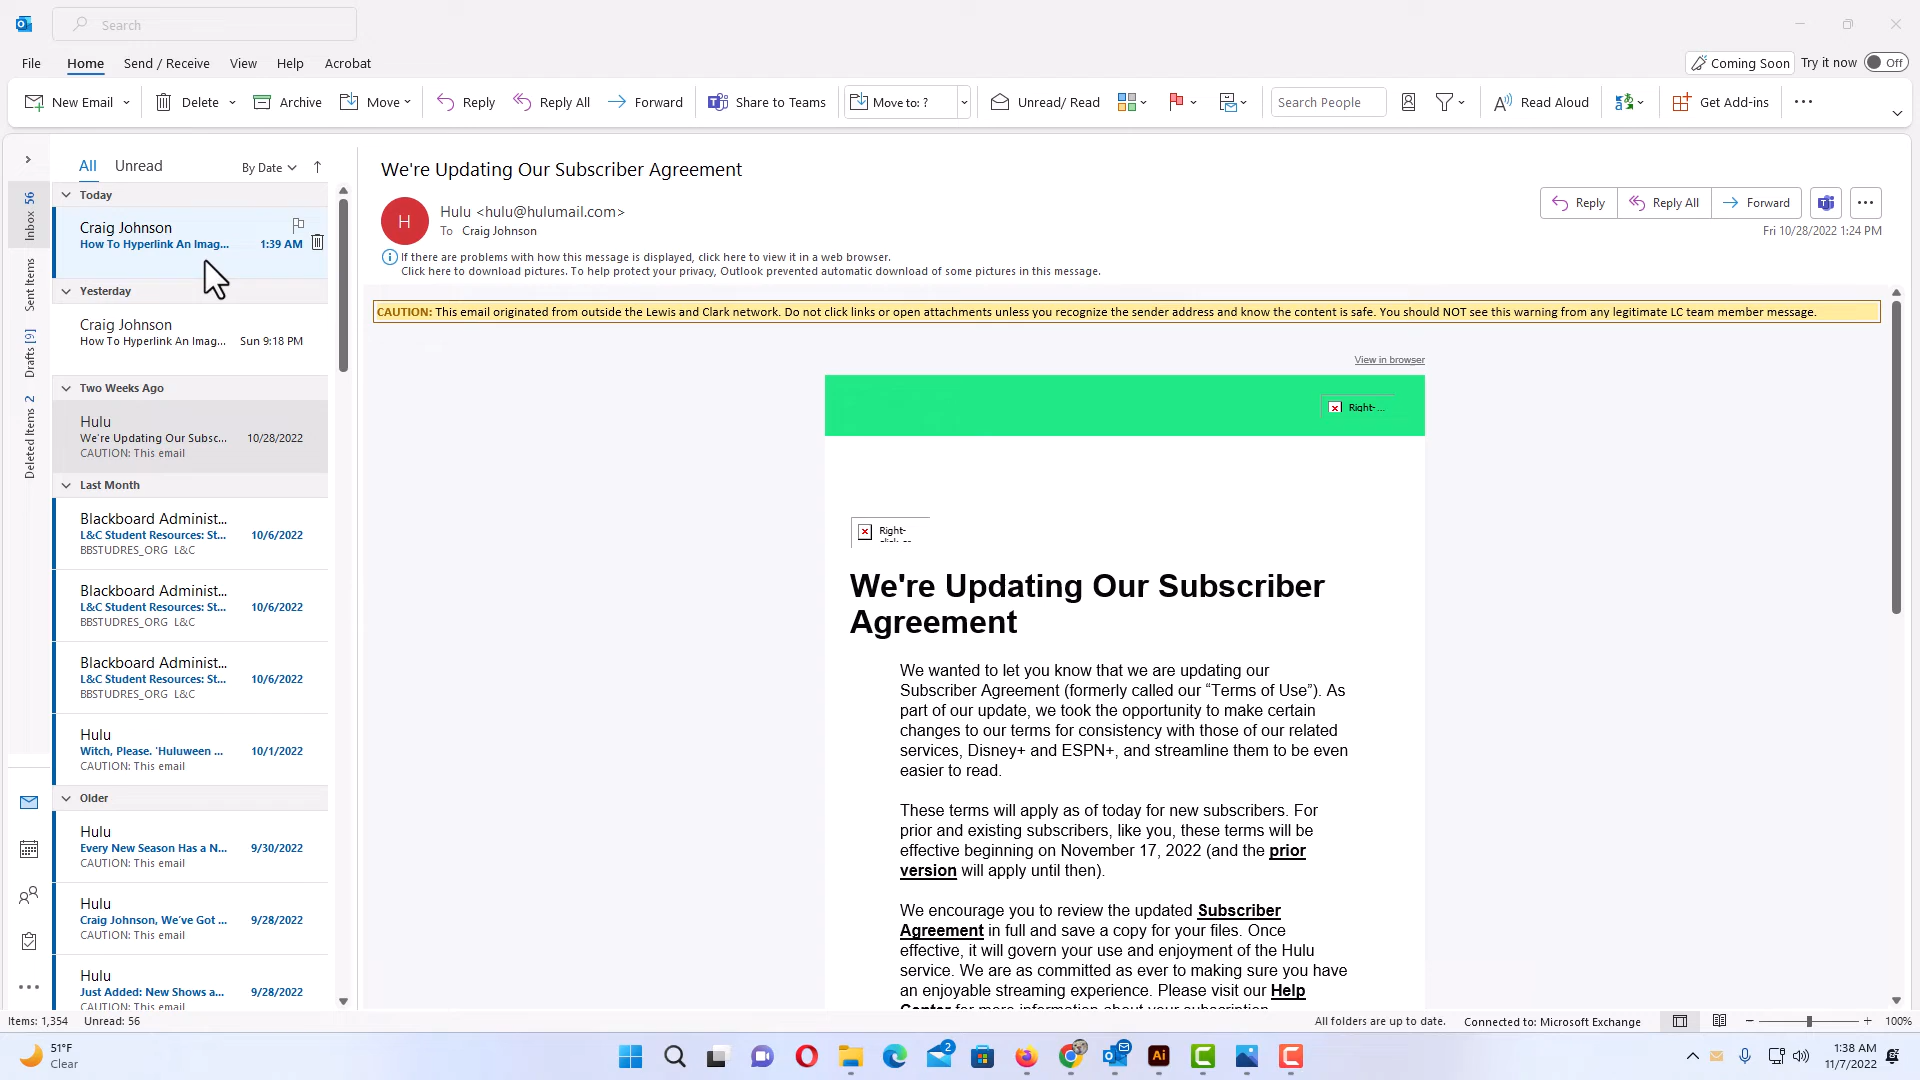 Search
File Home Send / Receive View Help Acrobat
Coming Soon Try it now Off
New Email Delete Archive Move Reply Reply All Forward Share to Teams Move to: ? Unread/ Read Search People Read Aloud Get Add-ins
Inbox 56
Sent Items
Drafts [9]
Deleted Items 2
All Unread By Date
Today
Craig Johnson
How To Hyperlink An Imag... 1:39 AM
Yesterday
Craig Johnson
How To Hyperlink An Imag... Sun 9:18 PM
Two Weeks Ago
Hulu
We're Updating Our Subsc... 10/28/2022
CAUTION: This email
Last Month
Blackboard Administ...
L&C Student Resources: St... 10/6/2022
BBSTUDRES_ORG L&C
Blackboard Administ...
L&C Student Resources: St... 10/6/2022
BBSTUDRES_ORG L&C
Blackboard Administ...
L&C Student Resources: St... 10/6/2022
BBSTUDRES_ORG L&C
Hulu
Witch, Please. 'Huluween ... 10/1/2022
CAUTION: This email
Older
Hulu
Every New Season Has a N... 9/30/2022
CAUTION: This email
Hulu
Craig Johnson, We've Got ... 9/28/2022
CAUTION: This email
Hulu
Just Added: New Shows a... 9/28/2022
CAUTION: This email
We're Updating Our Subscriber Agreement
H
Hulu <hulu@hulumail.com>
To Craig Johnson
Reply Reply All Forward
Fri 10/28/2022 1:24 PM
If there are problems with how this message is displayed, click here to view it in a web browser.
Click here to download pictures. To help protect your privacy, Outlook prevented automatic download of some pictures in this message.
CAUTION: This email originated from outside the Lewis and Clark network. Do not click links or open attachments unless you recognize the sender address and know the content is safe. You should NOT see this warning from any legitimate LC team member message.
View in browser
Right-...
Right-
We're Updating Our Subscriber
Agreement
We wanted to let you know that we are updating our
Subscriber Agreement (formerly called our “Terms of Use”). As
part of our update, we took the opportunity to make certain
changes to our terms for consistency with those of our related
services, Disney+ and ESPN+, and streamline them to be even
easier to read.
These terms will apply as of today for new subscribers. For
prior and existing subscribers, like you, these terms will be
effective beginning on November 17, 2022 (and the prior
version will apply until then).
We encourage you to review the updated Subscriber
Agreement in full and save a copy for your files. Once
effective, it will govern your use and enjoyment of the Hulu
service. We are as committed as ever to making sure you have
an enjoyable streaming experience. Please visit our Help
Center for more information about your subscription.
Items: 1,354 Unread: 56
All folders are up to date. Connected to: Microsoft Exchange 100%
51°F
Clear
2
Ai
1:38 AM
11/7/2022